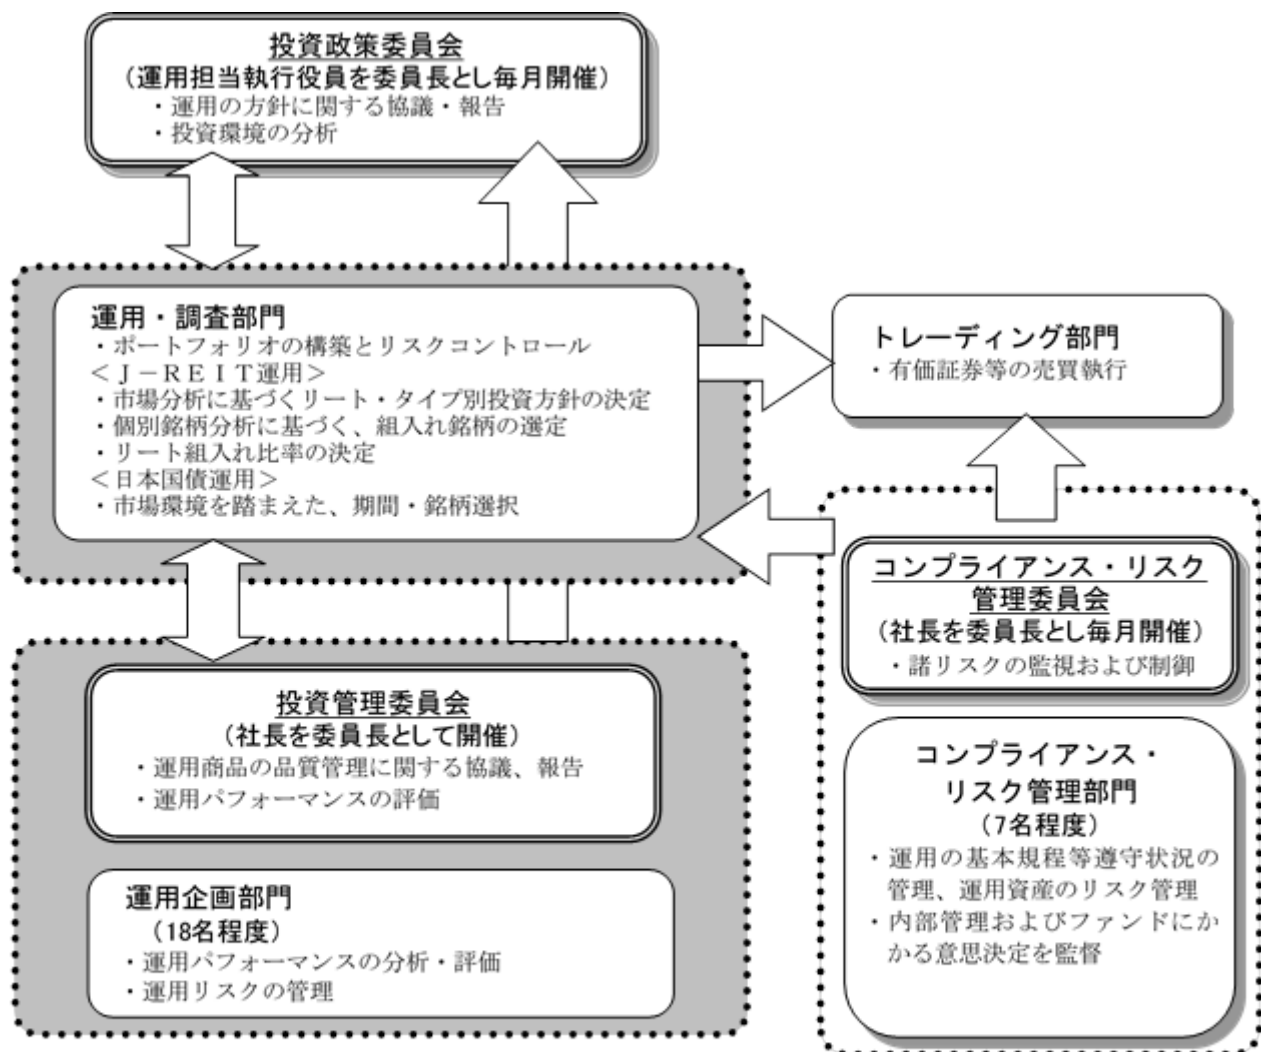 投資政策委員会
（運用担当執行役員を委員長とし毎月開催）
・運用の方針に関する協議・報告
・投資環境の分析
運用・調査部門
・ポートフォリオの構築とリスクコントロール
＜Ｊ－ＲＥＩＴ運用＞
・市場分析に基づくリート・タイプ別投資方針の決定
・個別銘柄分析に基づく、組入れ銘柄の選定
・リート組入れ比率の決定
＜日本国債運用＞
・市場環境を踏まえた、期間・銘柄選択
トレーディング部門
・有価証券等の売買執行
コンプライアンス・リスク
管理委員会
（社長を委員長とし毎月開催）
・諸リスクの監視および制御
投資管理委員会
（社長を委員長として開催）
・運用商品の品質管理に関する協議、報告
・運用パフォーマンスの評価
運用企画部門
（18名程度）
・運用パフォーマンスの分析・評価
・運用リスクの管理
コンプライアンス・
リスク管理部門
（7名程度）
・運用の基本規程等遵守状況の
管理、運用資産のリスク管理
・内部管理およびファンドにか
かる意思決定を監督